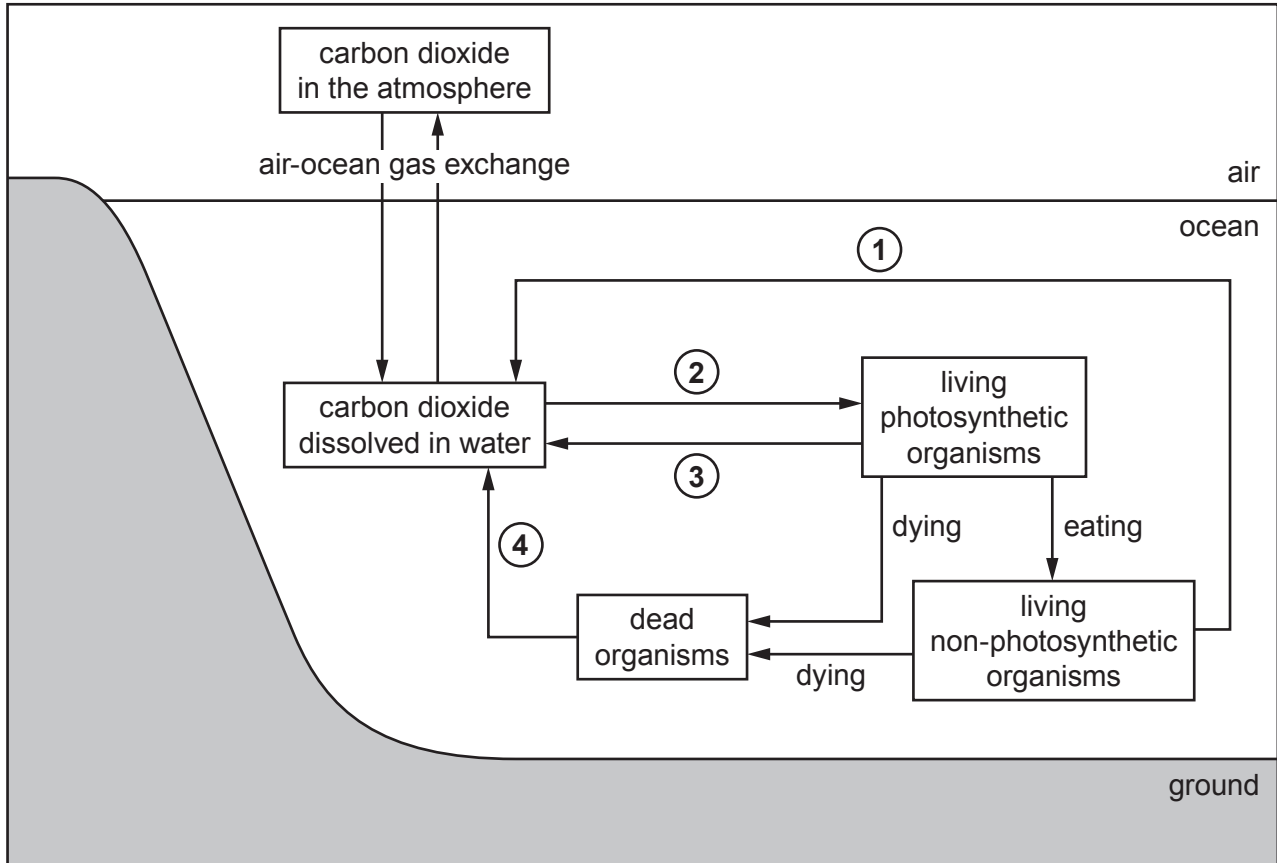 carbon dioxide
in the atmosphere
air-ocean gas exchange
air
ocean
1
2
carbon dioxide
dissolved in water
living
photosynthetic
organisms
3
4
dying
eating
dead
organisms
living
non-photosynthetic
organisms
dying
ground